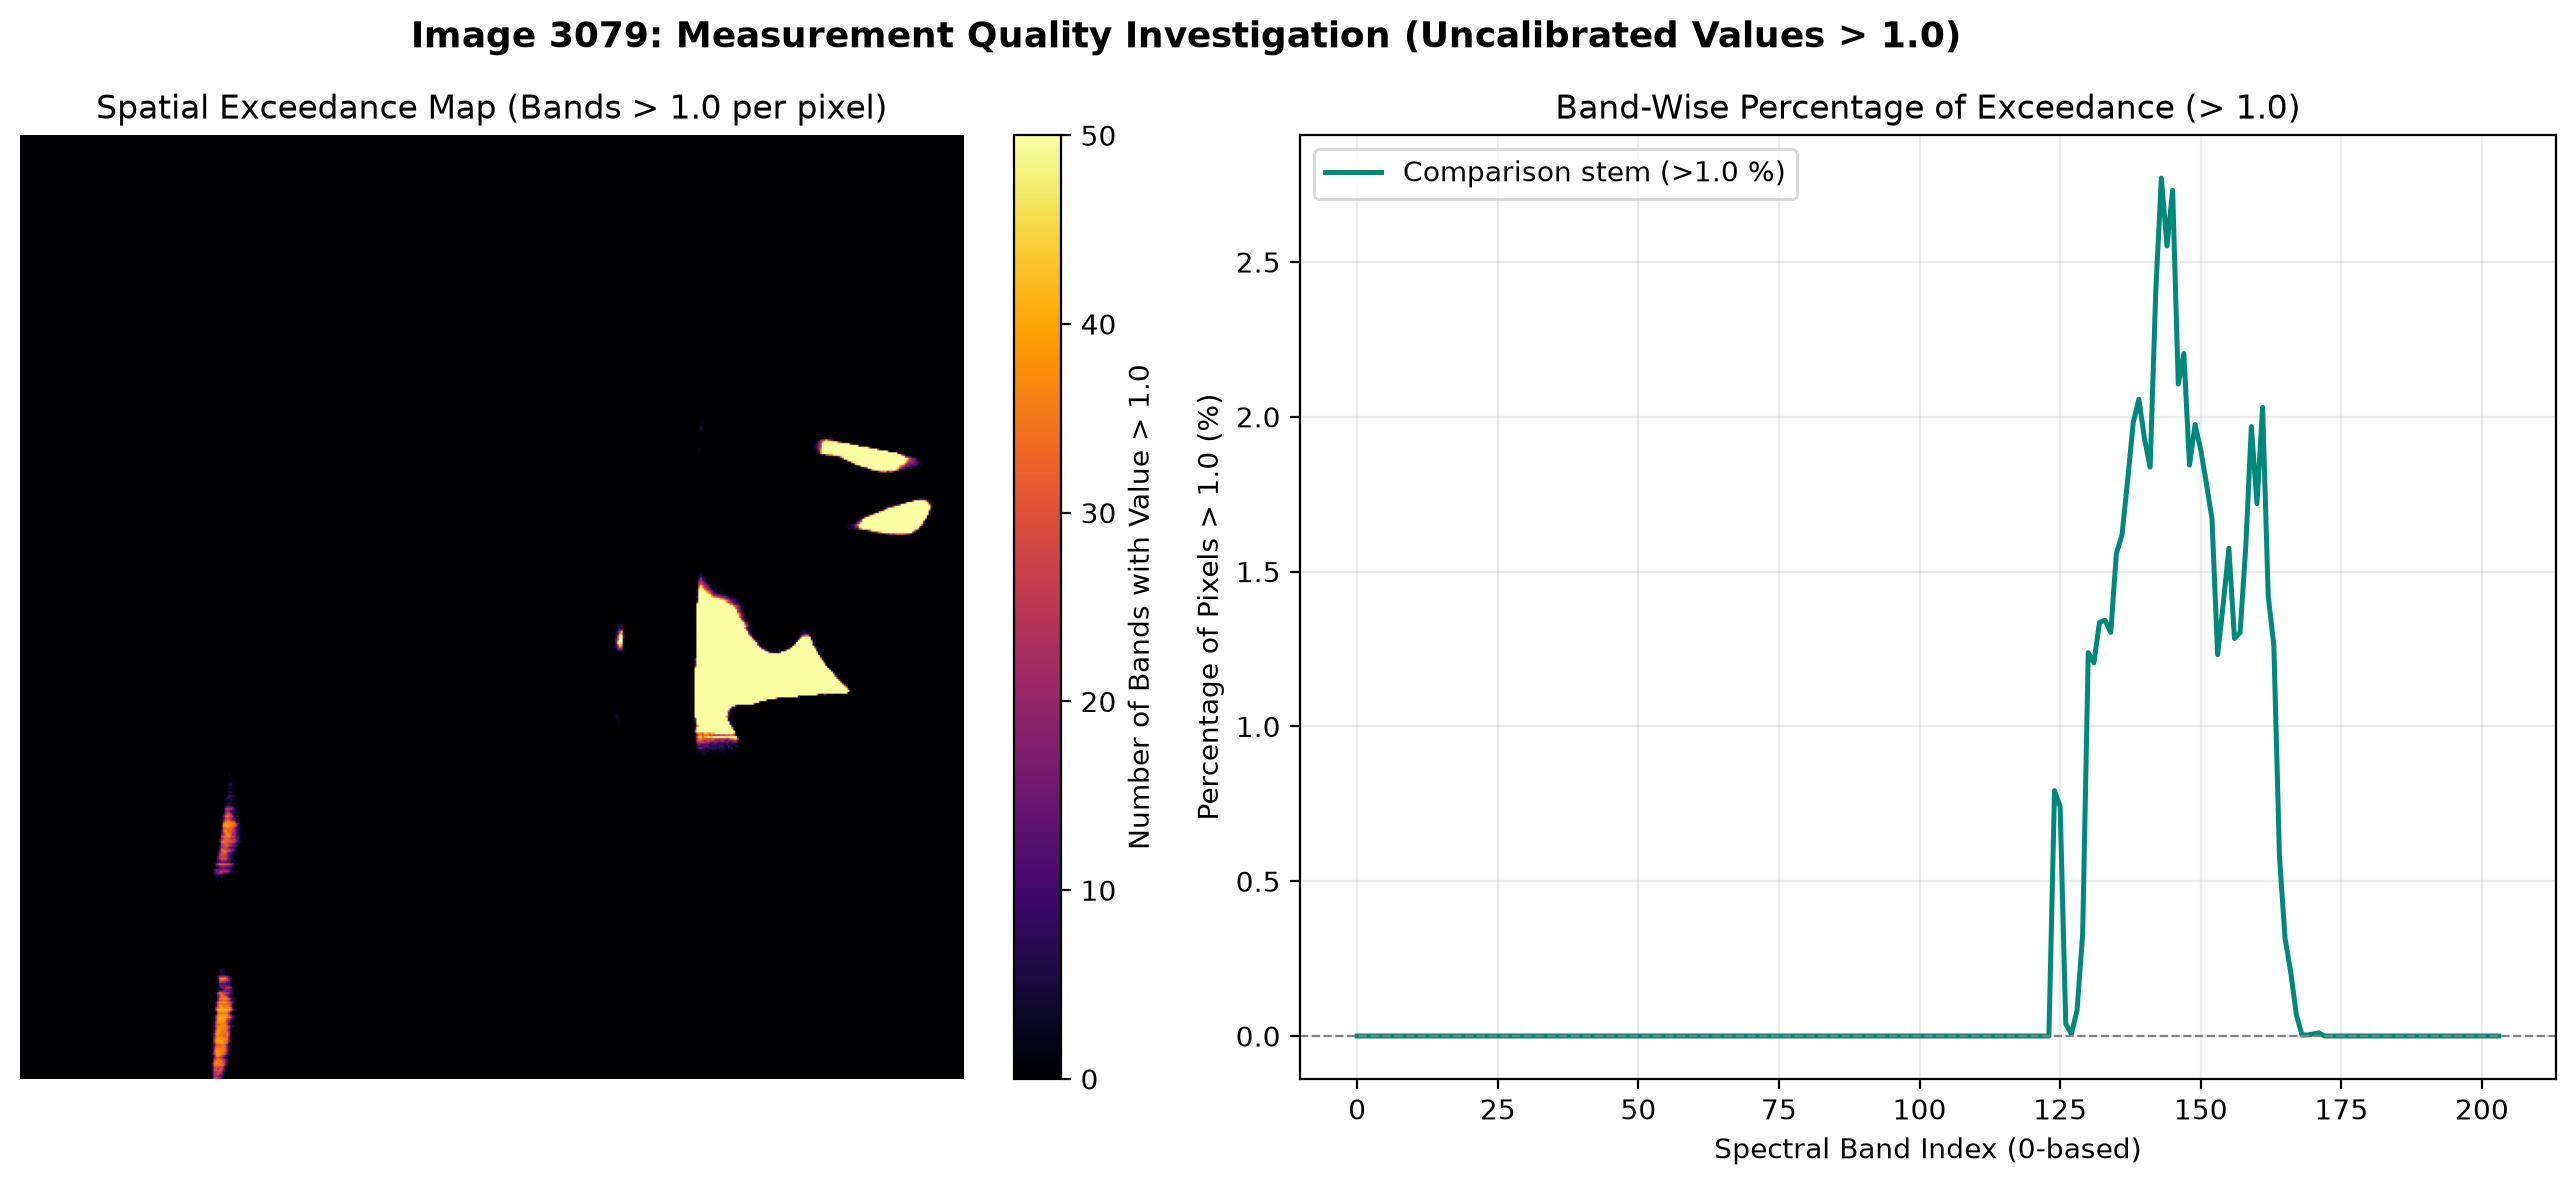 Image 3079: Measurement Quality Investigation (Uncalibrated Values > 1.0)
Spatial Exceedance Map (Bands > 1.0 per pixel)
50
40
30
20
10
0
Number of Bands with Value > 1.0
Band-Wise Percentage of Exceedance (> 1.0)
Comparison stem (>1.0 %)
Percentage of Pixels > 1.0 (%)
2.5
2.0
1.5
1.0
0.5
0.0
0 25 50 75 100 125 150 175 200
Spectral Band Index (0-based)